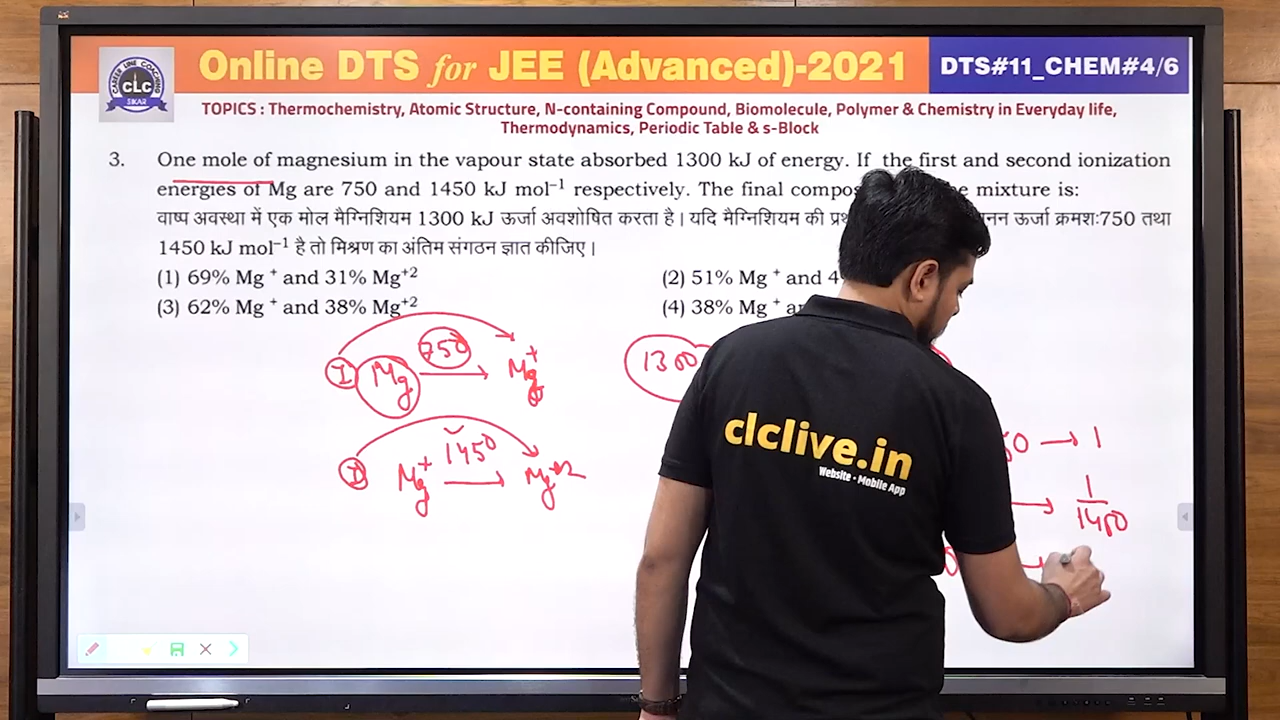 Online DTS for JEE (Advanced)-2021 DTS#11_CHEM#4/6
CAREER LINE COACHING
CLC
SIKAR
TOPICS : Thermochemistry, Atomic Structure, N-containing Compound, Biomolecule, Polymer & Chemistry in Everyday life,
Thermodynamics, Periodic Table & s-Block
3. One mole of magnesium in the vapour state absorbed 1300 kJ of energy. If the first and second ionization
energies of Mg are 750 and 1450 kJ mol⁻¹ respectively. The final mixture is:
वाष्प अवस्था में एक मोल मैग्निशियम 1300 kJ ऊर्जा अवशोषित करता है। यदि मैग्निशियम की ऊर्जा क्रमशः750 तथा
1450 kJ mol⁻¹ है तो मिश्रण का अंतिम संगठन ज्ञात कीजिए।
(1) 69% Mg⁺ and 31% Mg⁺² (2) 51% Mg⁺ and 4
(3) 62% Mg⁺ and 38% Mg⁺² (4) 38% Mg⁺
I Mg 750 → Mg⁺ 1300
→ 1
II Mg⁺ 1450 → Mg⁺²
→ 1/1450
clclive.in
Website • Mobile App